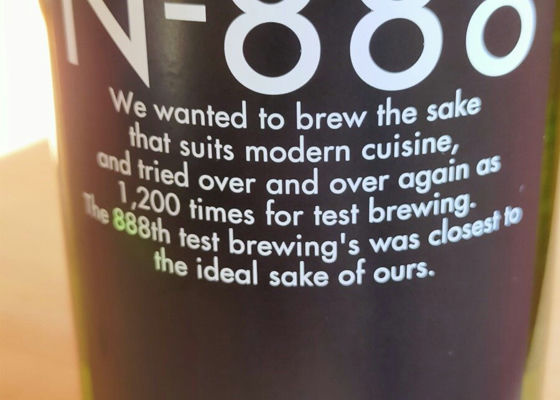 N-888
We wanted to brew the sake
that suits modern cuisine,
and tried over and over again as
1,200 times for test brewing.
The 888th test brewing's was closest to
the ideal sake of ours.